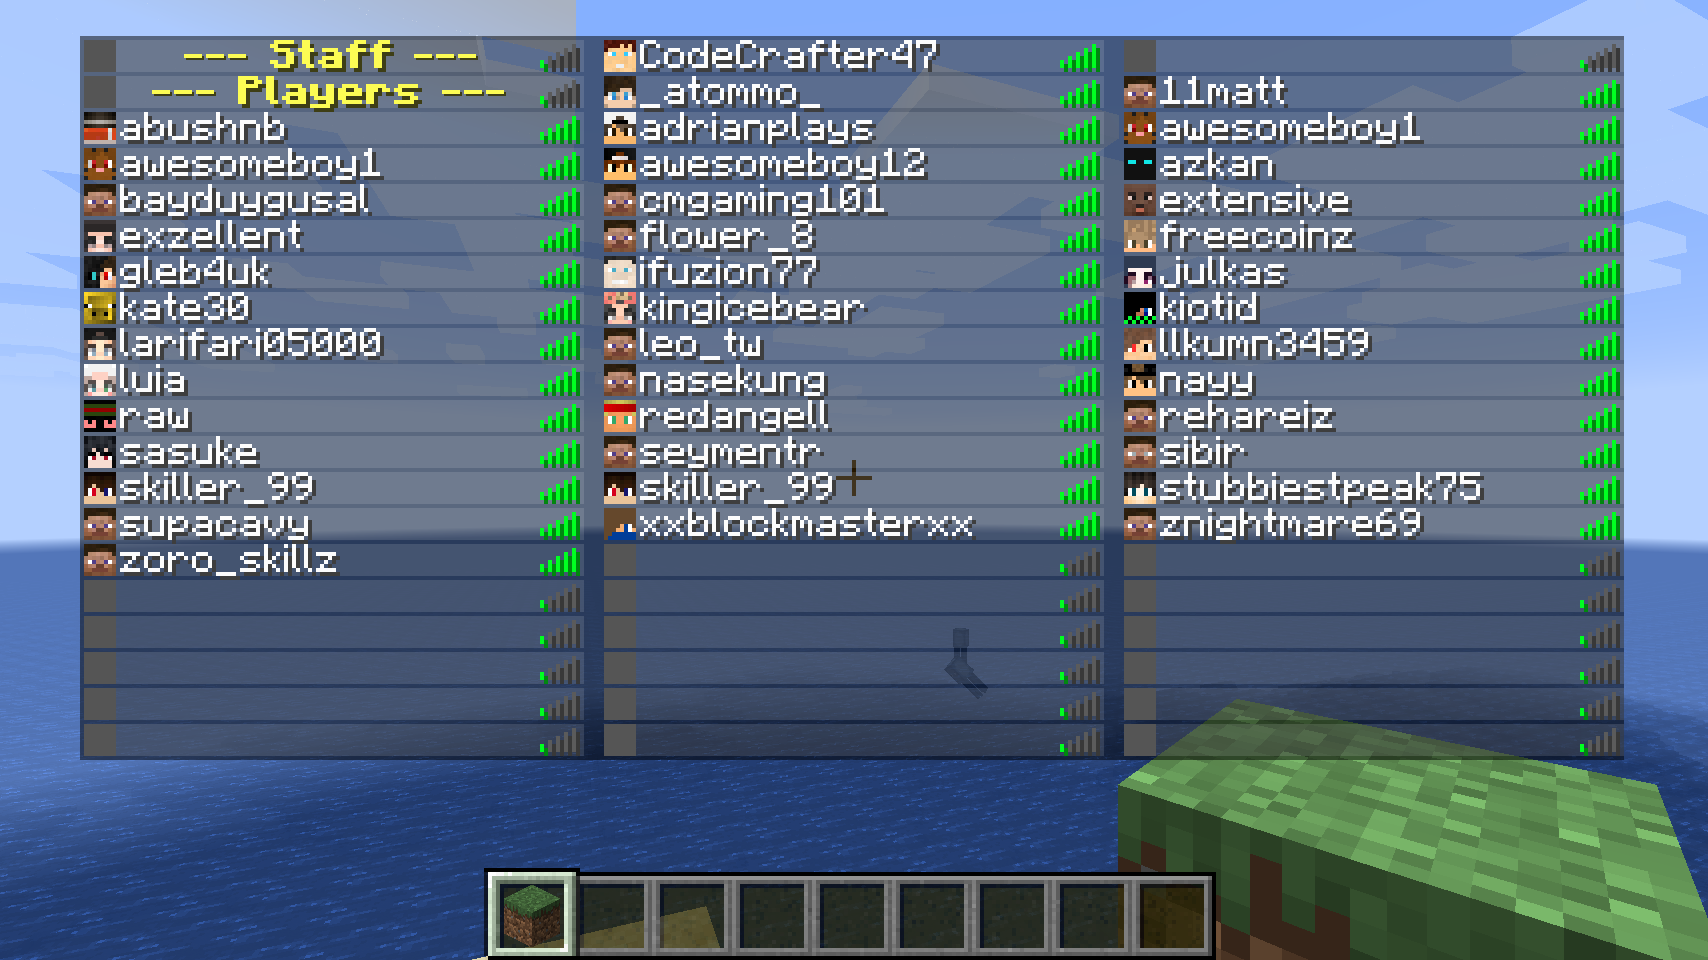 --- Staff ---
CodeCrafter47
--- Players ---
_atommo_
11matt
abushnb
adrianplays
awesomeboy1
awesomeboy1
awesomeboy12
azkan
bayduygusal
cmgaming101
extensive
exzellent
flower_8
freecoinz
gleb4uk
ifuzion77
julkas
kate30
kingicebear
kiotid
larifari05000
leo_tw
llkumn3459
luia
nasekung
nayy
raw
redangell
rehareiz
sasuke
seymentr
sibir
skiller_99
skiller_99
stubbiestpeak75
supacavy
xxblockmasterxx
znightmare69
zoro_skillz